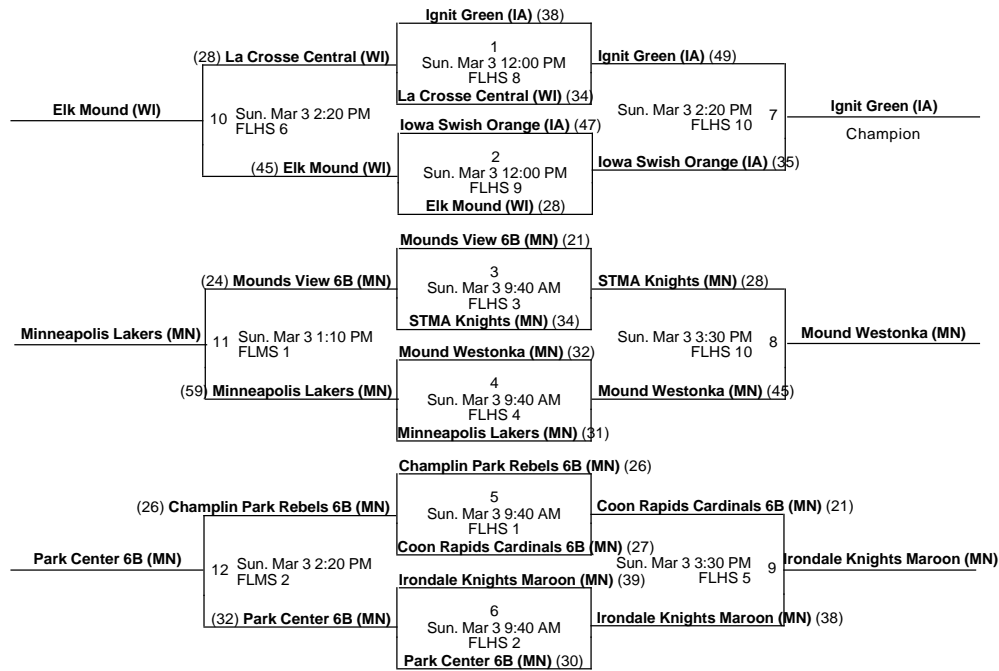 Ignit Green (IA) (38)
1
Sun. Mar 3 12:00 PM
FLHS 8
La Crosse Central (WI) (34)
(28) La Crosse Central (WI)
Ignit Green (IA) (49)
Elk Mound (WI)
10 Sun. Mar 3 2:20 PM
FLHS 6
Sun. Mar 3 2:20 PM 7
FLHS 10
Ignit Green (IA)
Champion
Iowa Swish Orange (IA) (47)
2
Sun. Mar 3 12:00 PM
FLHS 9
Elk Mound (WI) (28)
(45) Elk Mound (WI)
Iowa Swish Orange (IA) (35)
Mounds View 6B (MN) (21)
3
Sun. Mar 3 9:40 AM
FLHS 3
STMA Knights (MN) (34)
(24) Mounds View 6B (MN)
STMA Knights (MN) (28)
Minneapolis Lakers (MN)
11 Sun. Mar 3 1:10 PM
FLMS 1
Sun. Mar 3 3:30 PM 8
FLHS 10
Mound Westonka (MN)
Mound Westonka (MN) (32)
4
Sun. Mar 3 9:40 AM
FLHS 4
Minneapolis Lakers (MN) (31)
(59) Minneapolis Lakers (MN)
Mound Westonka (MN) (45)
Champlin Park Rebels 6B (MN) (26)
5
Sun. Mar 3 9:40 AM
FLHS 1
Coon Rapids Cardinals 6B (MN) (27)
(26) Champlin Park Rebels 6B (MN)
Coon Rapids Cardinals 6B (MN) (21)
Park Center 6B (MN)
12 Sun. Mar 3 2:20 PM
FLMS 2
Sun. Mar 3 3:30 PM 9
FLHS 5
Irondale Knights Maroon (MN)
Irondale Knights Maroon (MN) (39)
6
Sun. Mar 3 9:40 AM
FLHS 2
Park Center 6B (MN) (30)
(32) Park Center 6B (MN)
Irondale Knights Maroon (MN) (38)